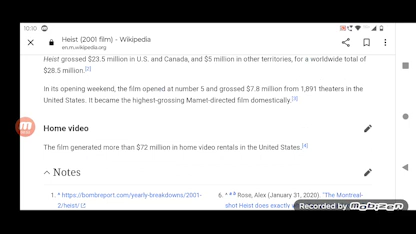 10:10
Heist (2001 film) - Wikipedia
en.m.wikipedia.org
Heist grossed $23.5 million in U.S. and Canada, and $5 million in other territories, for a worldwide total of
$28.5 million.[2]
In its opening weekend, the film opened at number 5 and grossed $7.8 million from 1,891 theaters in the
United States. It became the highest-grossing Mamet-directed film domestically.[3]
Home video
The film generated more than $72 million in home video rentals in the United States.[4]
Notes
1. ^ https://bombreport.com/yearly-breakdowns/2001-
2/heist/
6. ^ a b Rose, Alex (January 31, 2020). "The Montreal-
shot Heist does exactly
Recorded by Mobizen